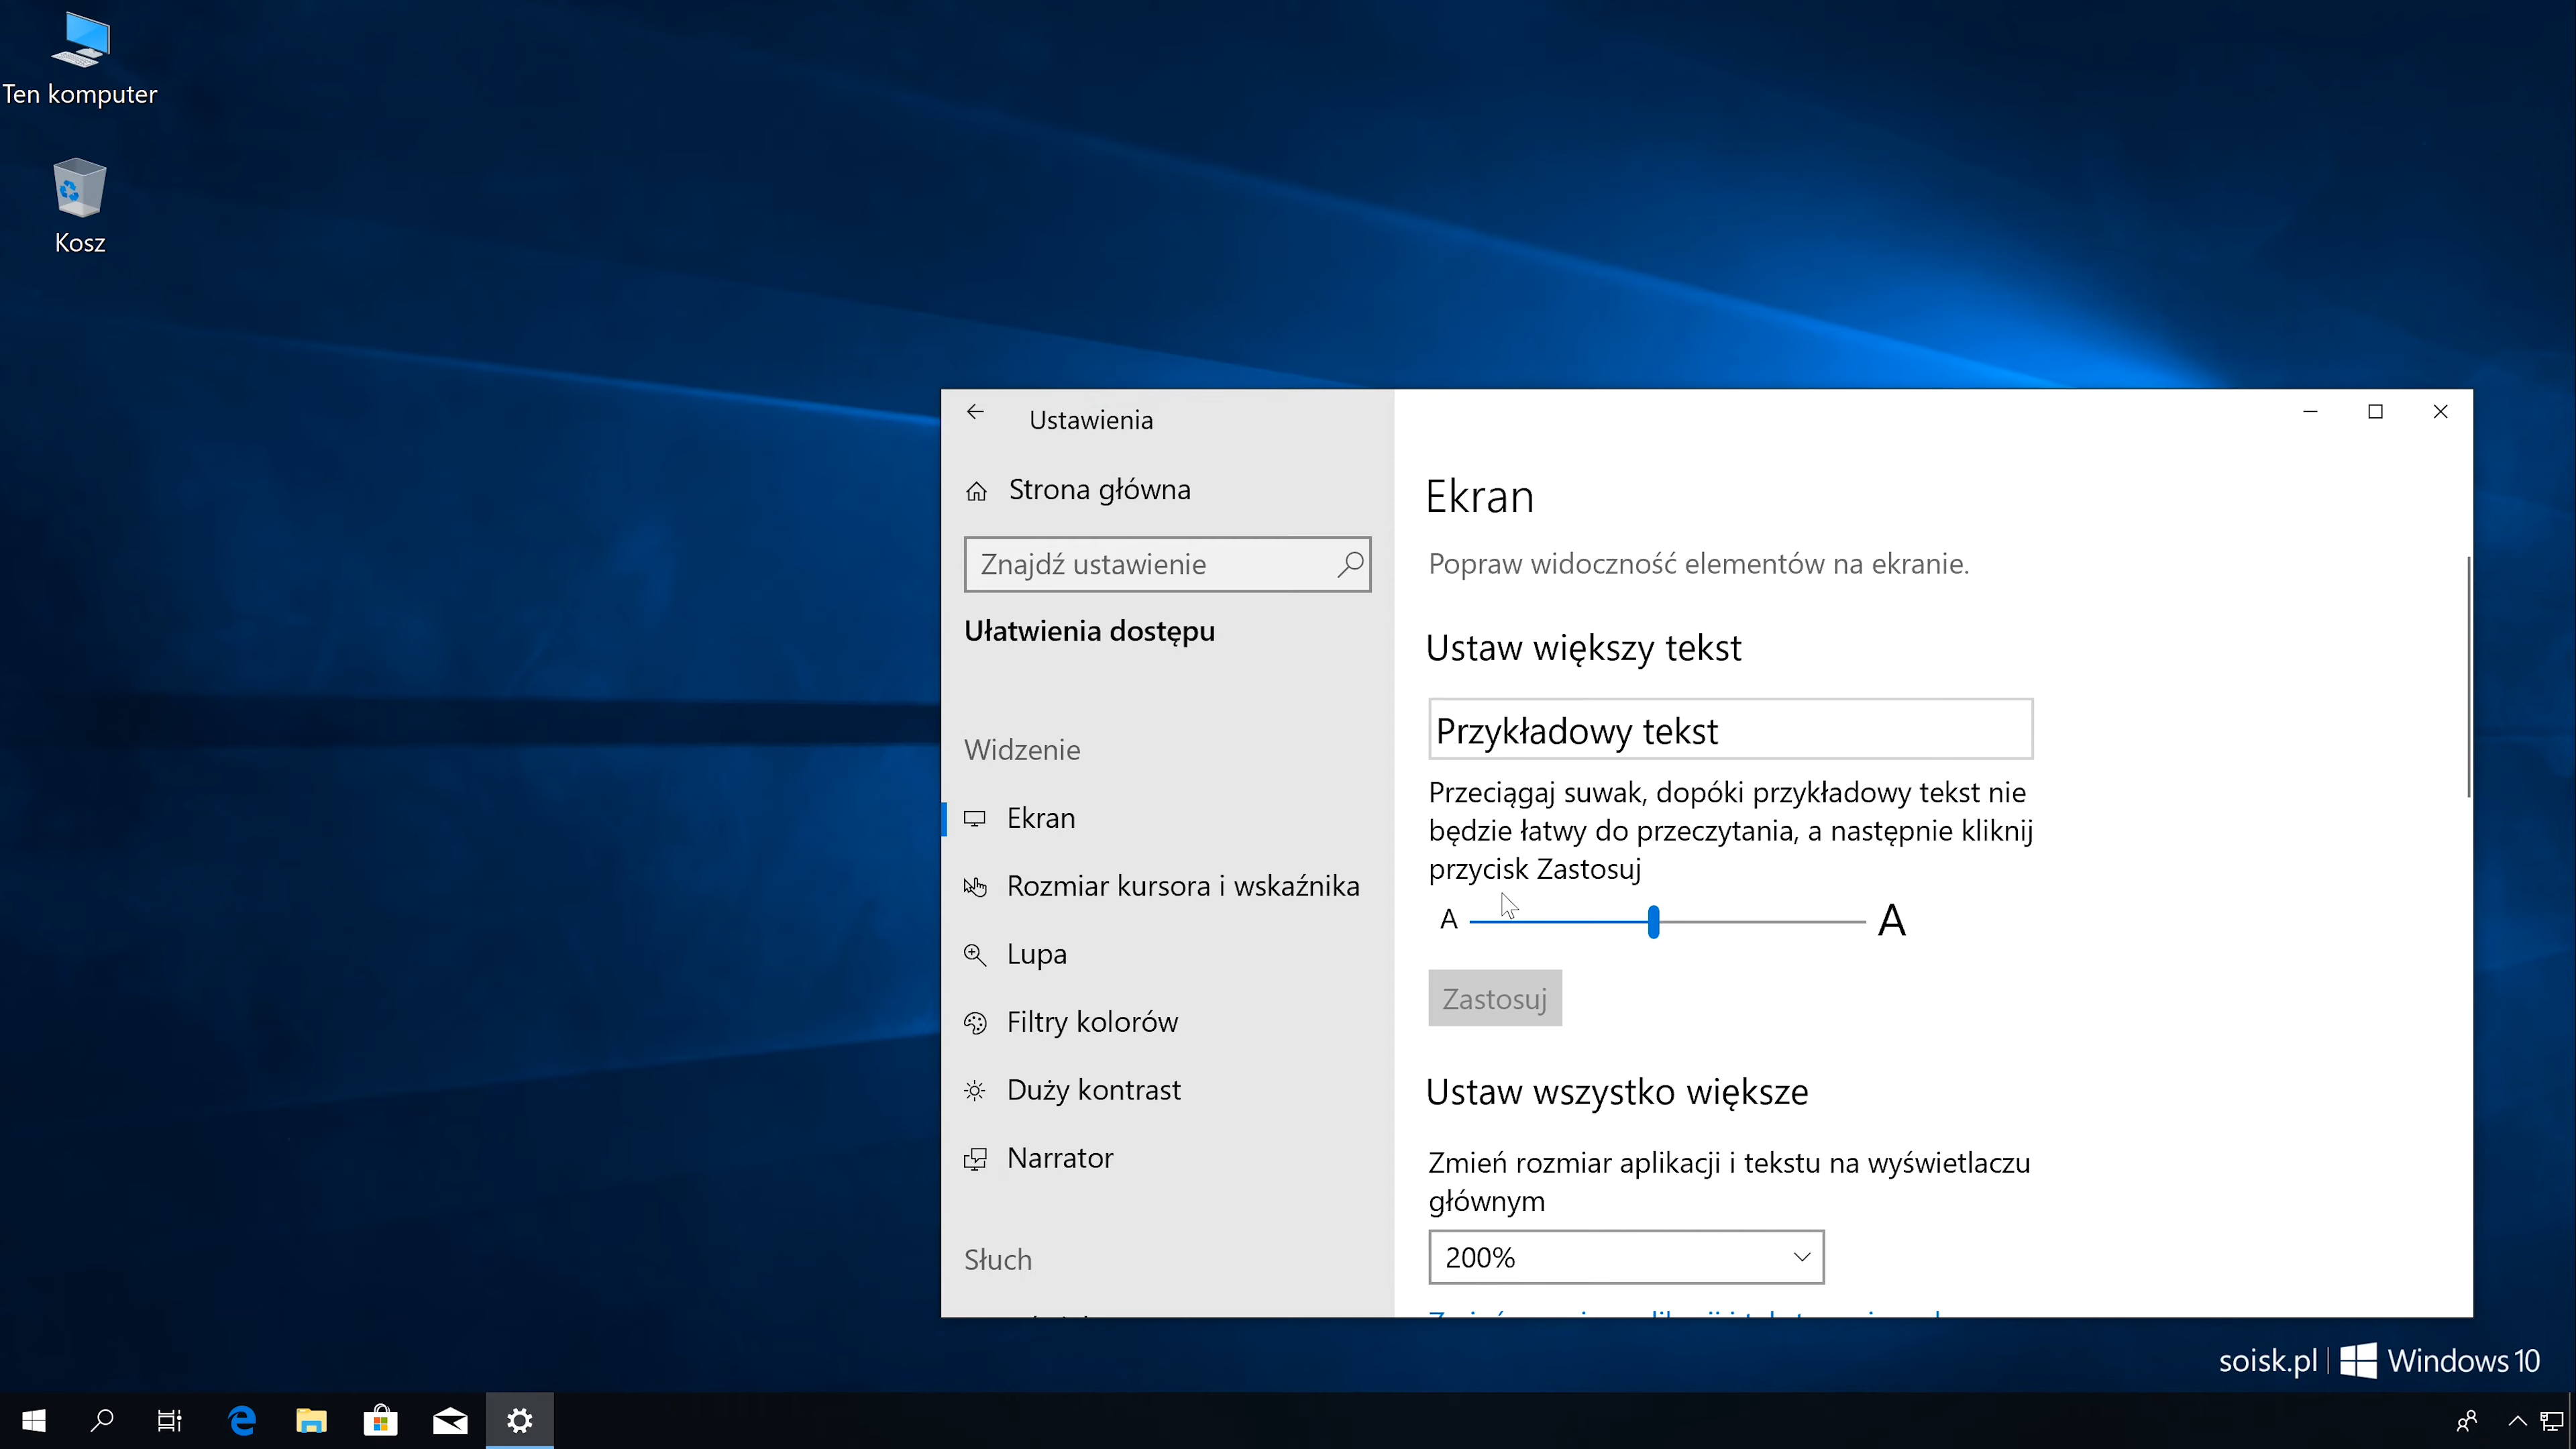 Ten komputer
Kosz
Ustawienia
Strona główna
Znajdź ustawienie
Ułatwienia dostępu
Widzenie
Ekran
Rozmiar kursora i wskaźnika
Lupa
Filtry kolorów
Duży kontrast
Narrator
Słuch
Ekran
Popraw widoczność elementów na ekranie.
Ustaw większy tekst
Przykładowy tekst
Przeciągaj suwak, dopóki przykładowy tekst nie
będzie łatwy do przeczytania, a następnie kliknij
przycisk Zastosuj
A A
Zastosuj
Ustaw wszystko większe
Zmień rozmiar aplikacji i tekstu na wyświetlaczu
głównym
200%
soisk.pl | Windows 10